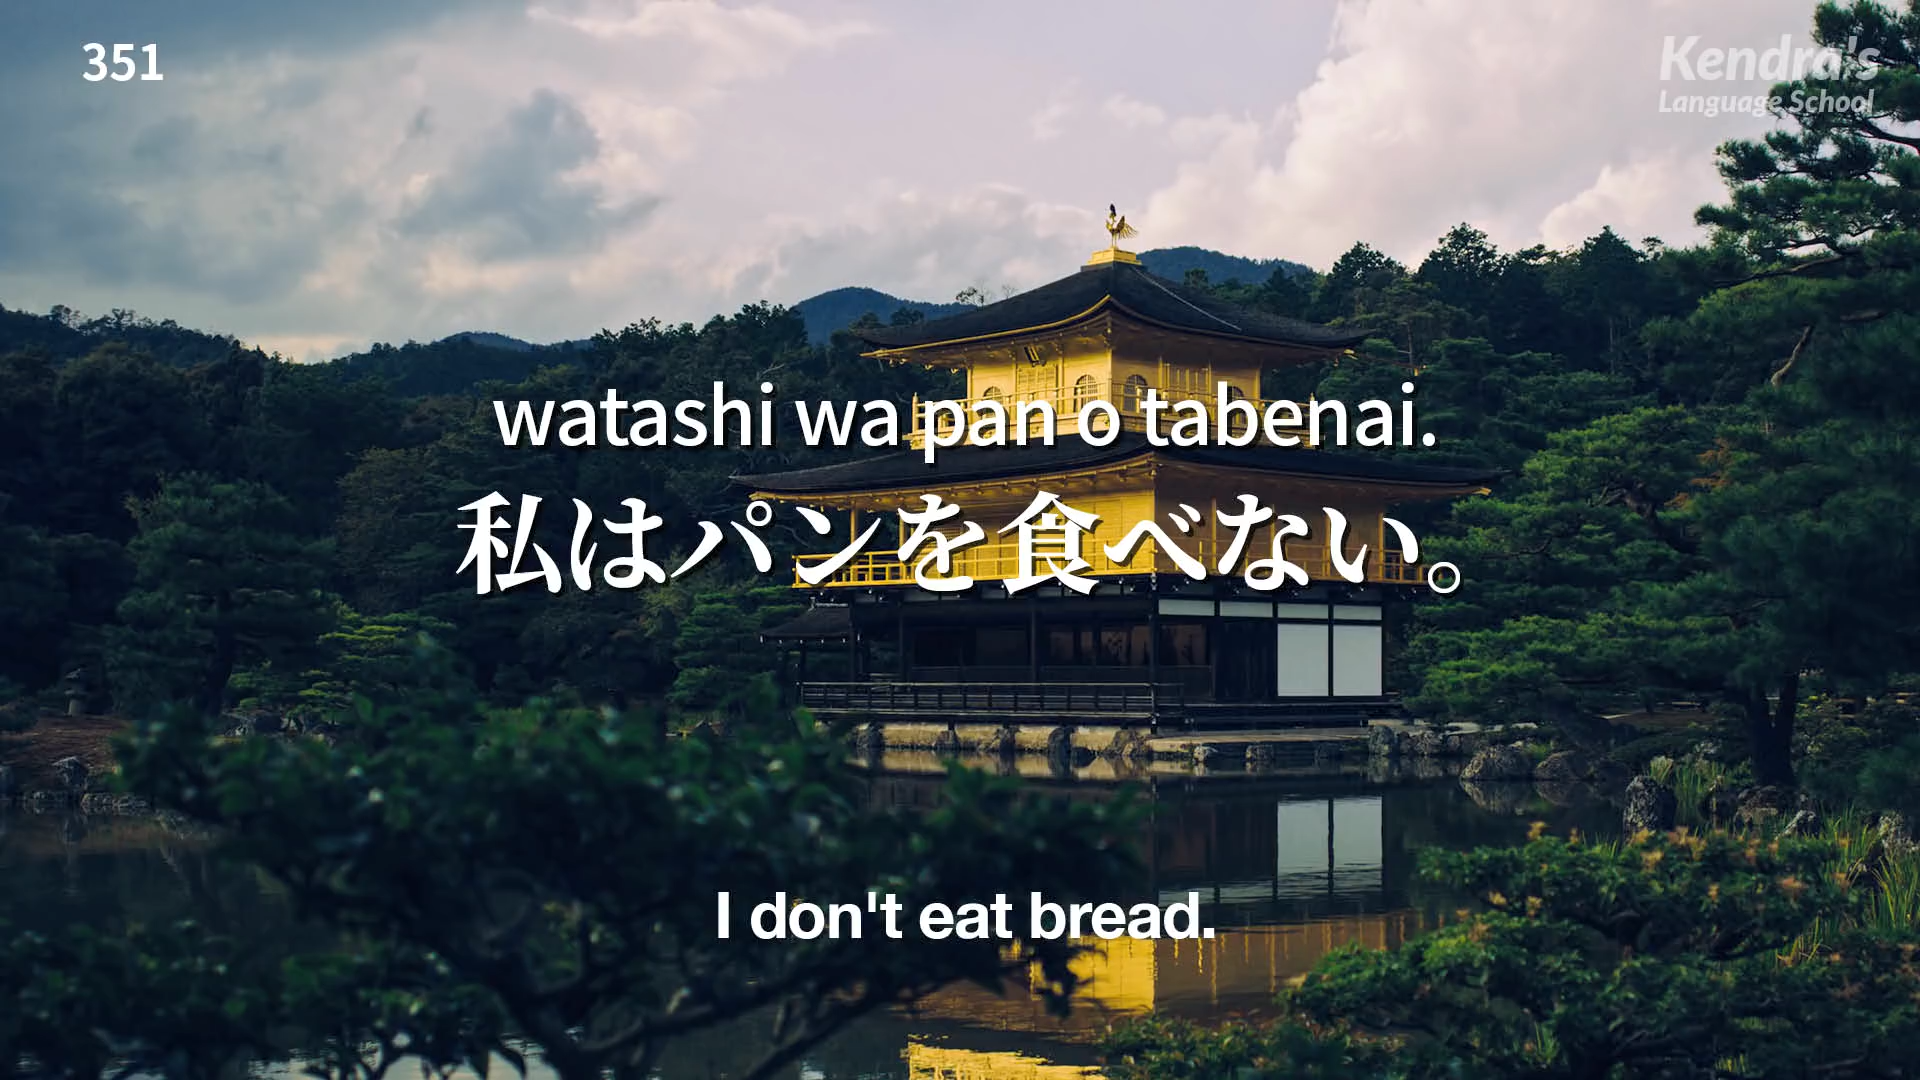 351
Kendra's
Language School
watashi wa pan o tabenai.
私はパンを食べない。
I don't eat bread.